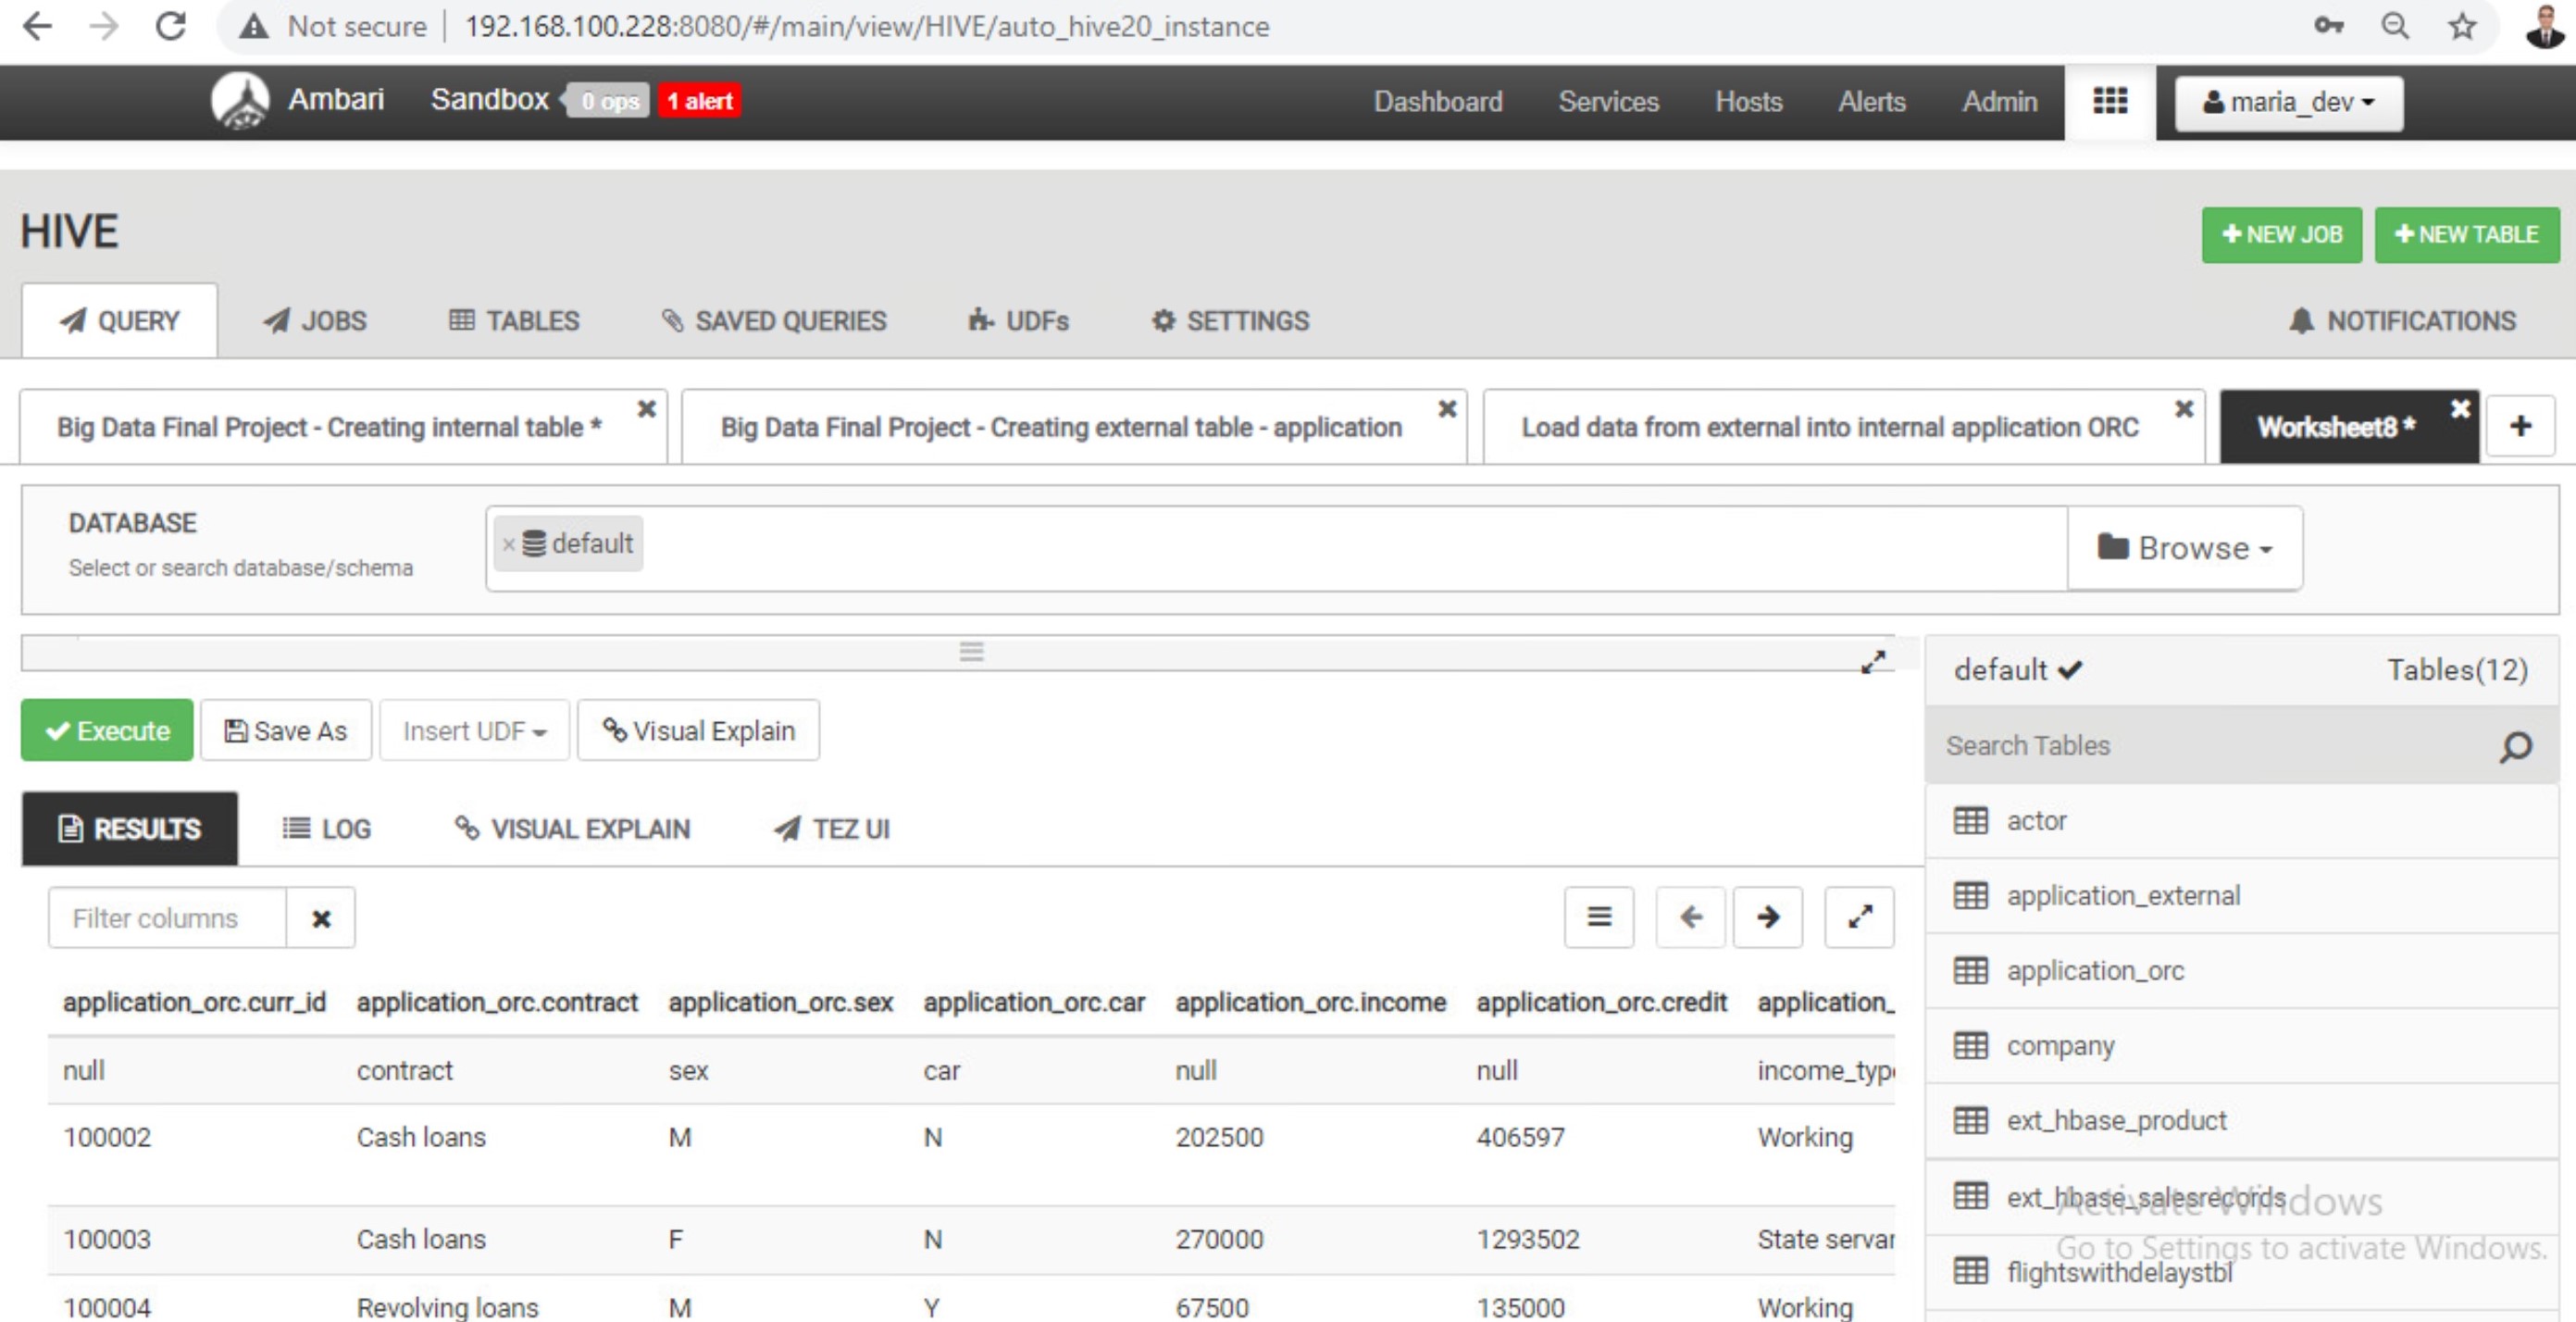 Not secure | 192.168.100.228:8080/#/main/view/HIVE/auto_hive20_instance
Ambari Sandbox 0 ops 1 alert Dashboard Services Hosts Alerts Admin maria_dev
HIVE
NEW JOB NEW TABLE
QUERY JOBS TABLES SAVED QUERIES UDFs SETTINGS NOTIFICATIONS
Big Data Final Project - Creating internal table * Big Data Final Project - Creating external table - application Load data from external into internal application ORC Worksheet8 *
DATABASE
Select or search database/schema
default
Browse
default Tables(12)
Execute Save As Insert UDF Visual Explain
Search Tables
RESULTS LOG VISUAL EXPLAIN TEZ UI
Filter columns
application_orc.curr_id application_orc.contract application_orc.sex application_orc.car application_orc.income application_orc.credit application_
null contract sex car null null income_type
100002 Cash loans M N 202500 406597 Working
100003 Cash loans F N 270000 1293502 State servan
100004 Revolving loans M Y 67500 135000 Working
actor
application_external
application_orc
company
ext_hbase_product
ext_hbase_salesrecords
flightswithdelaystbl
Activate Windows
Go to Settings to activate Windows.